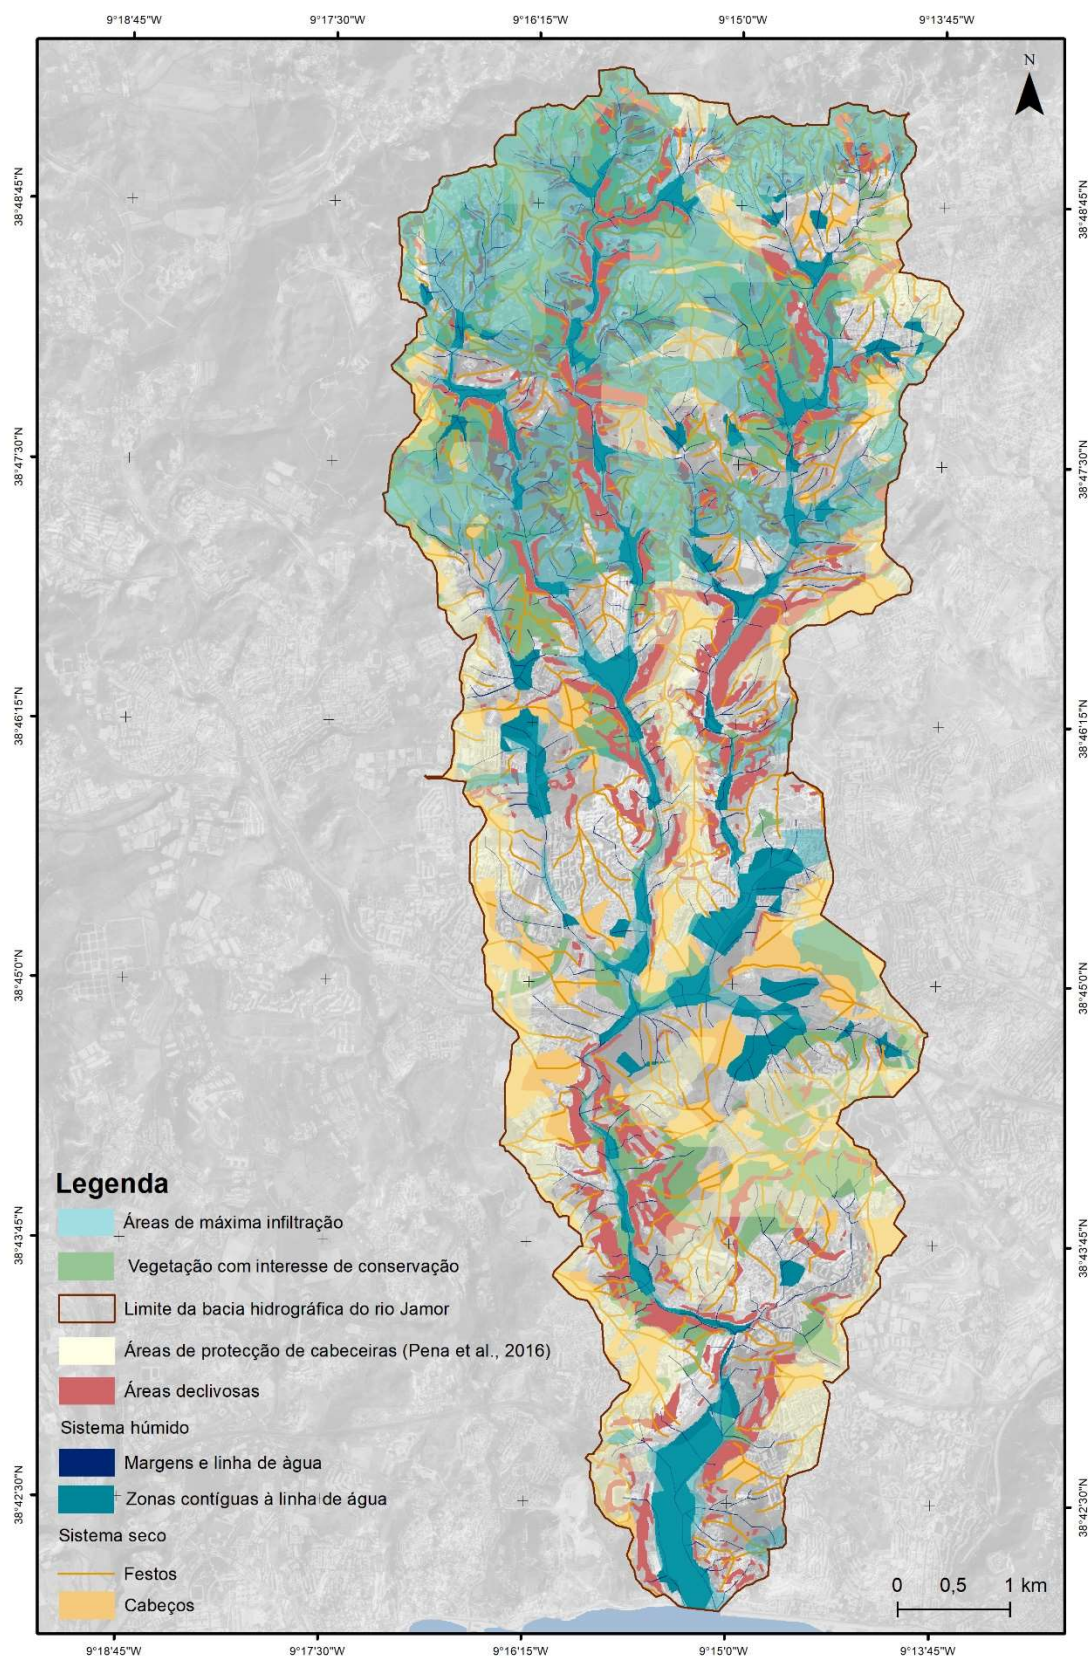 9°18'45"W
9°17'30"W
9°16'15"W
9°15'0"W
9°13'45"W
N
38°48'45"N
38°48'45"N
38°47'30"N
38°47'30"N
38°46'15"N
38°46'15"N
38°45'0"N
38°45'0"N
38°43'45"N
38°43'45"N
38°42'30"N
38°42'30"N
Legenda
Áreas de máxima infiltração
Vegetação com interesse de conservação
Limite da bacia hidrográfica do rio Jamor
Áreas de protecção de cabeceiras (Pena et al., 2016)
Áreas declivosas
Sistema húmido
Margens e linha de àgua
Zonas contíguas à linha de água
Sistema seco
Festos
Cabeços
0 0,5 1 km
9°18'45"W
9°17'30"W
9°16'15"W
9°15'0"W
9°13'45"W